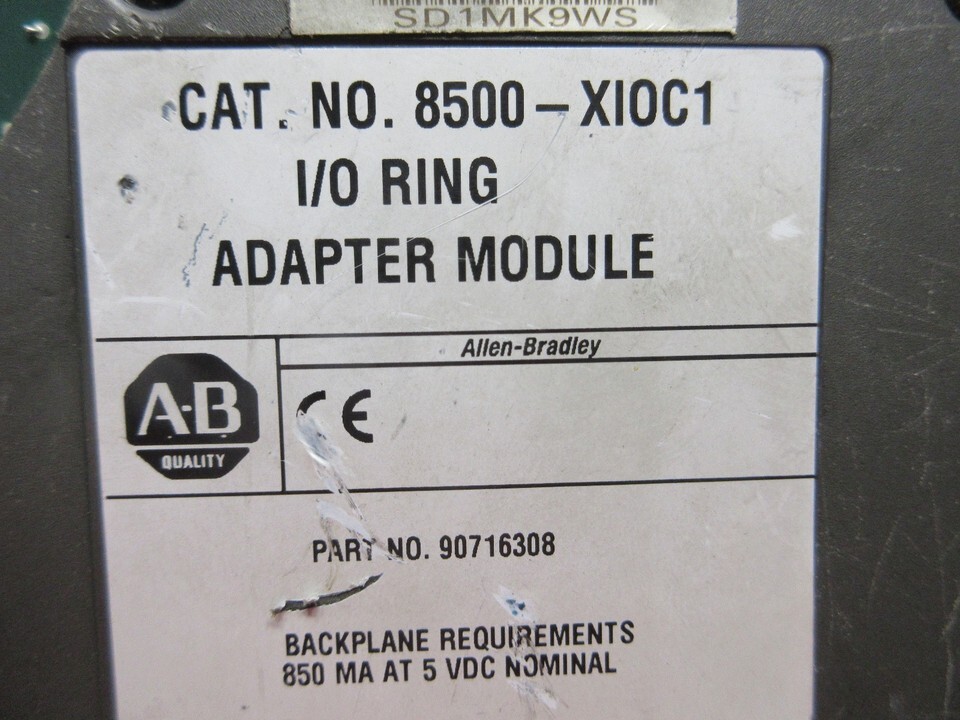 SD1MK9WS
CAT. NO. 8500-XIOC1
I/O RING
ADAPTER MODULE
Allen-Bradley
A-B
QUALITY
CE
PART NO. 90716308
BACKPLANE REQUIREMENTS
850 MA AT 5 VDC NOMINAL